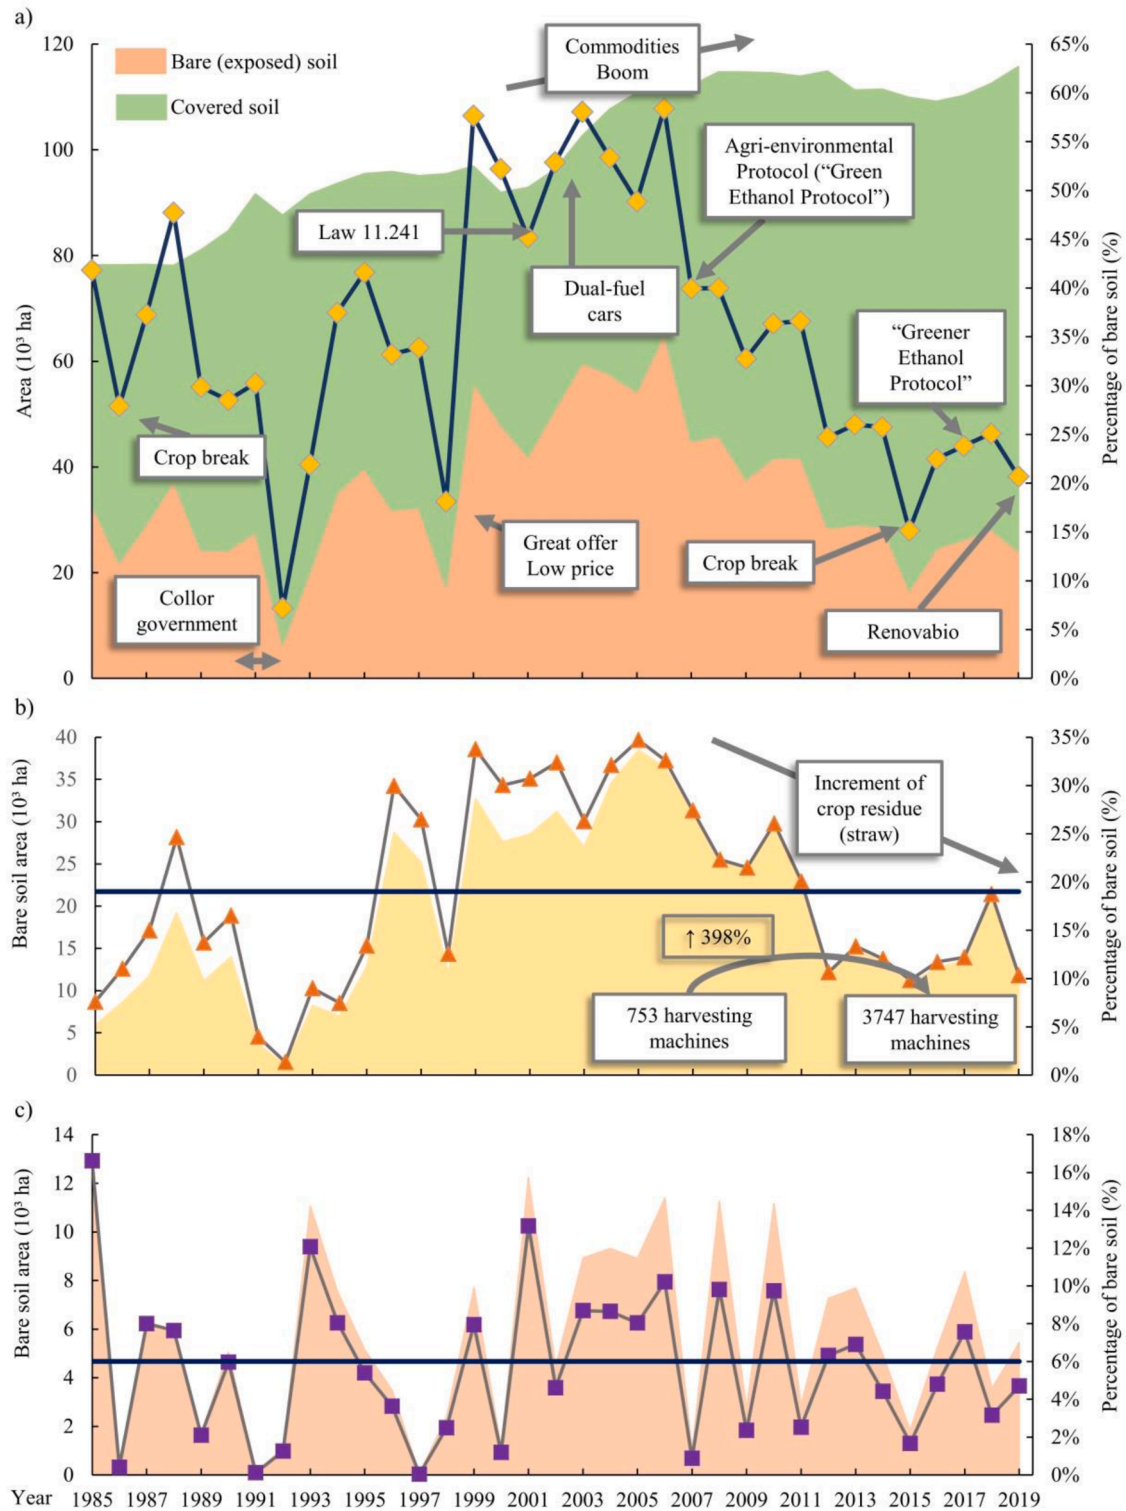 a)
120
100
80
60
40
20
0
Area (10³ ha)
Bare (exposed) soil
Covered soil
Commodities
Boom
Agri-environmental
Protocol (“Green
Ethanol Protocol”)
Law 11.241
Dual-fuel
cars
“Greener
Ethanol
Protocol”
Crop break
Great offer
Low price
Crop break
Collor
government
Renovabio
65%
60%
55%
50%
45%
40%
35%
30%
25%
20%
15%
10%
5%
0%
Percentage of bare soil (%)
b)
40
35
30
25
20
15
10
5
0
Bare soil area (10³ ha)
Increment of
crop residue
(straw)
↑ 398%
753 harvesting
machines
3747 harvesting
machines
35%
30%
25%
20%
15%
10%
5%
0%
Percentage of bare soil (%)
c)
14
12
10
8
6
4
2
0
Bare soil area (10³ ha)
18%
16%
14%
12%
10%
8%
6%
4%
2%
0%
Percentage of bare soil (%)
Year 1985 1987 1989 1991 1993 1995 1997 1999 2001 2003 2005 2007 2009 2011 2013 2015 2017 2019